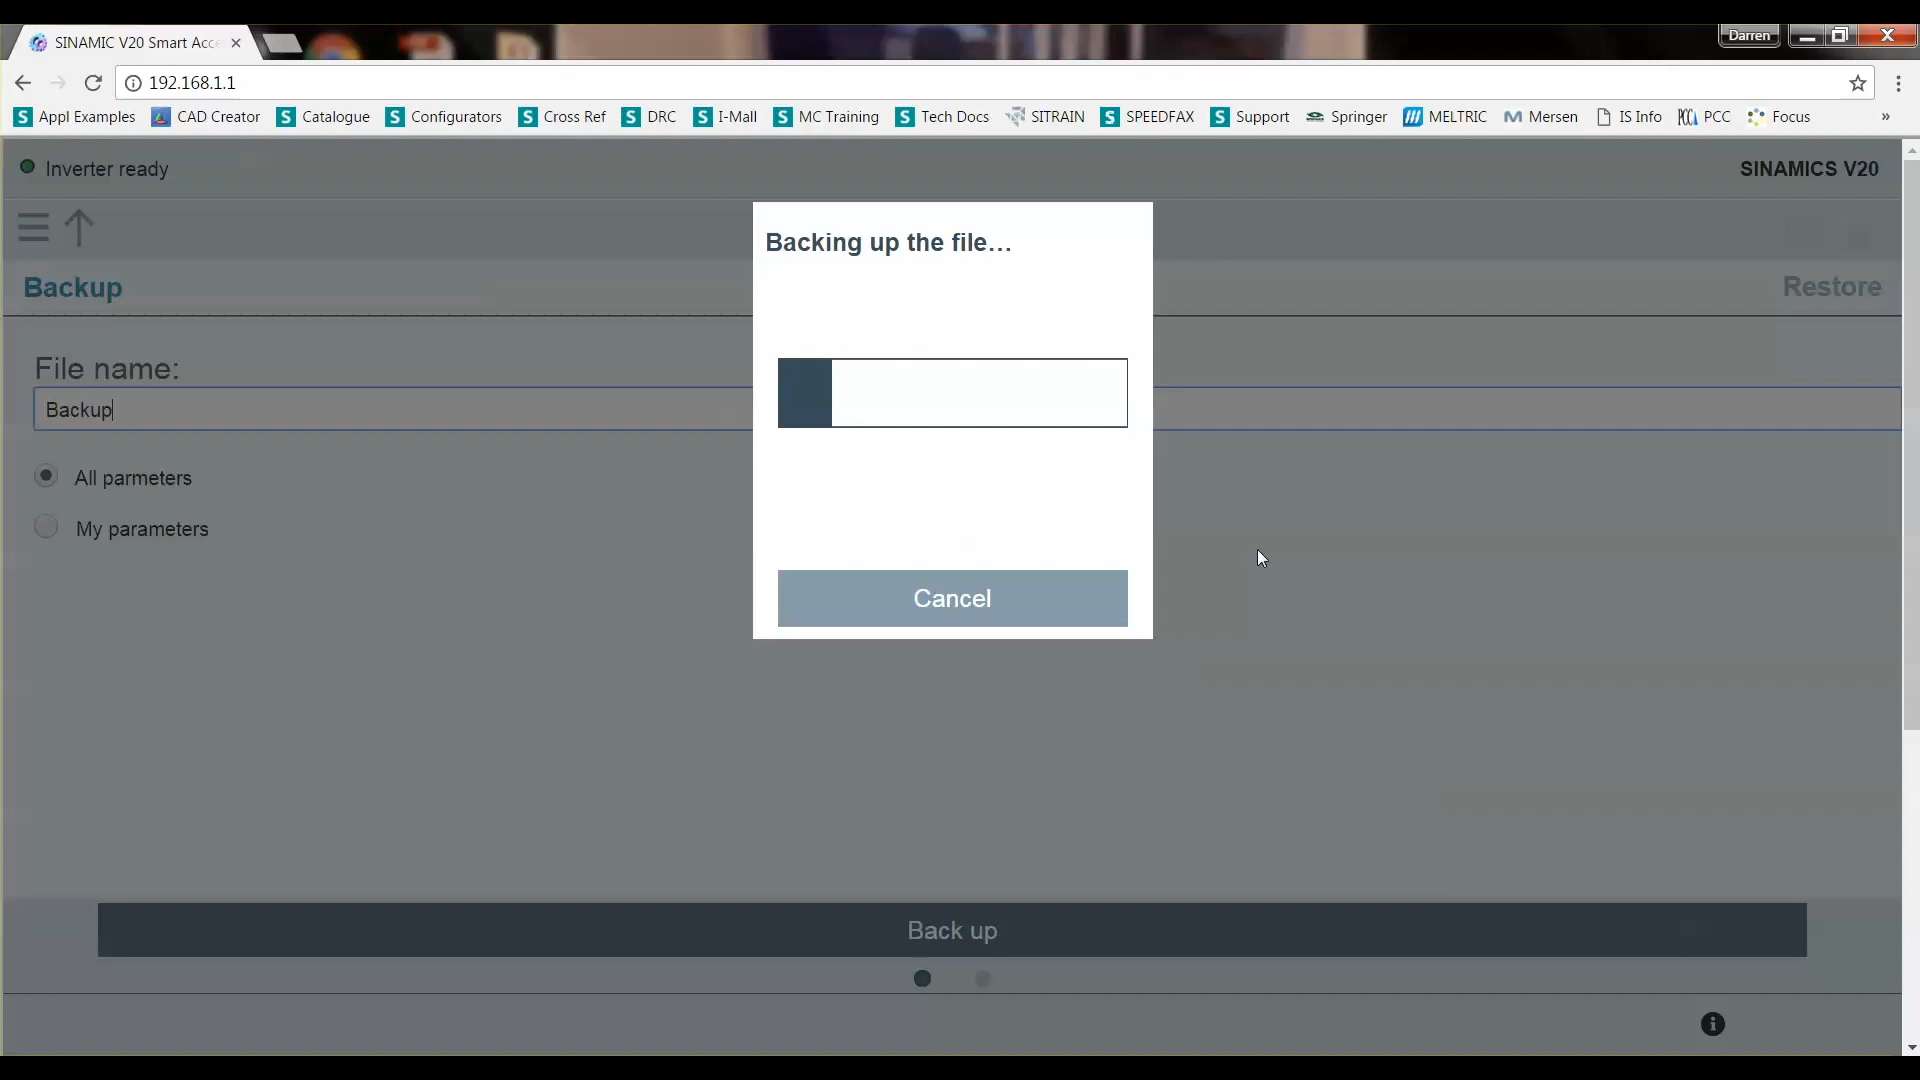 SINAMIC V20 Smart Acce
Darren
192.168.1.1
Appl Examples CAD Creator Catalogue Configurators Cross Ref DRC I-Mall MC Training Tech Docs SITRAIN SPEEDFAX Support Springer MELTRIC Mersen IS Info PCC Focus »
Inverter ready
SINAMICS V20
Backup
Restore
File name:
Backup
All parmeters
My parameters
Backing up the file...
Cancel
Back up